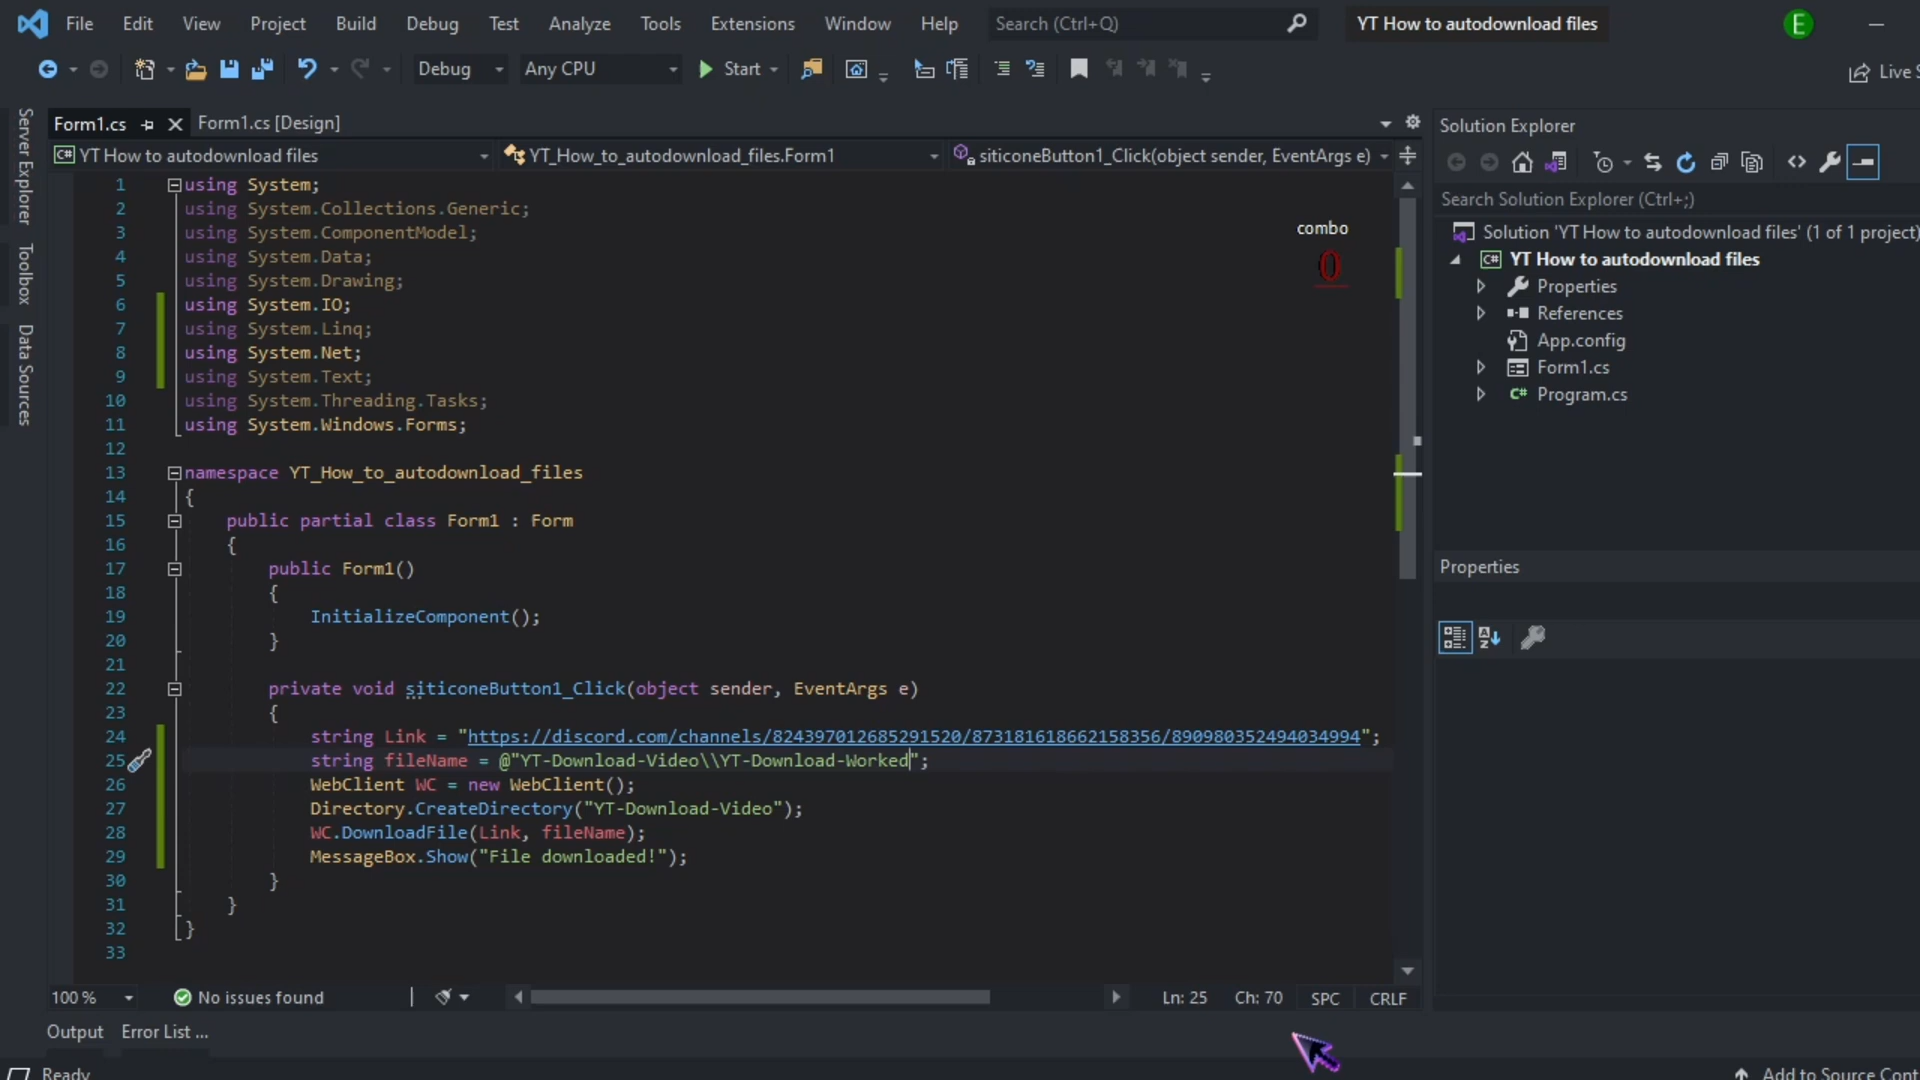 File Edit View Project Build Debug Test Analyze Tools Extensions Window Help Search (Ctrl+Q) YT How to autodownload files E
Debug Any CPU Start Live S
Server Explorer
Toolbox
Data Sources
Form1.cs Form1.cs [Design]
C# YT How to autodownload files YT_How_to_autodownload_files.Form1 siticoneButton1_Click(object sender, EventArgs e)
1 using System;
2 using System.Collections.Generic;
3 using System.ComponentModel;
4 using System.Data;
5 using System.Drawing;
6 using System.IO;
7 using System.Linq;
8 using System.Net;
9 using System.Text;
10 using System.Threading.Tasks;
11 using System.Windows.Forms;
12
13 namespace YT_How_to_autodownload_files
14 {
15 public partial class Form1 : Form
16 {
17 public Form1()
18 {
19 InitializeComponent();
20 }
21
22 private void siticoneButton1_Click(object sender, EventArgs e)
23 {
24 string Link = "https://discord.com/channels/824397012685291520/873181618662158356/890980352494034994";
25 string fileName = @"YT-Download-Video\\YT-Download-Worked";
26 WebClient WC = new WebClient();
27 Directory.CreateDirectory("YT-Download-Video");
28 WC.DownloadFile(Link, fileName);
29 MessageBox.Show("File downloaded!");
30 }
31 }
32 }
33
combo
0
100 % No issues found Ln: 25 Ch: 70 SPC CRLF
Output Error List ...
Ready
Solution Explorer
Search Solution Explorer (Ctrl+;)
Solution 'YT How to autodownload files' (1 of 1 project)
C# YT How to autodownload files
Properties
References
App.config
Form1.cs
C# Program.cs
Properties
Add to Source Cont